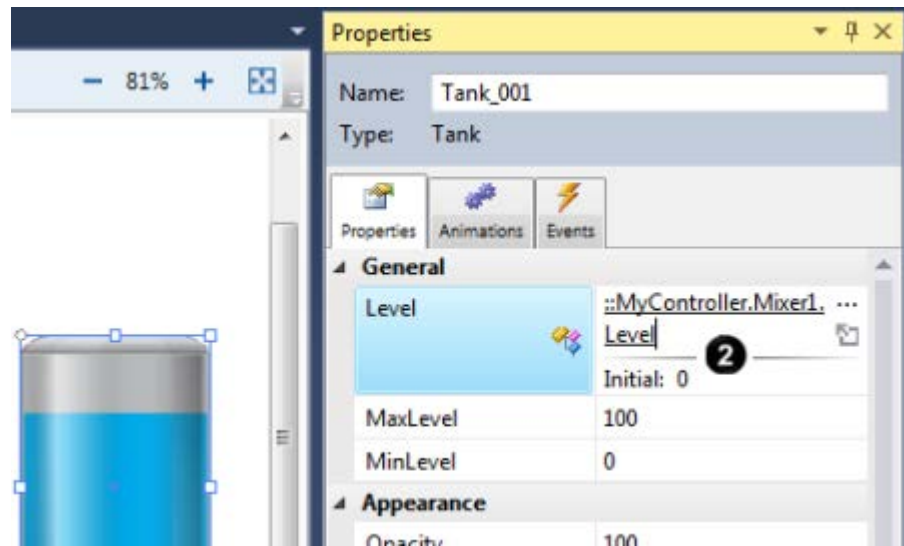 Properties
81%
Name: Tank_001
Type: Tank
Properties Animations Events
General
Level ::MyController.Mixer1. ...
Level
2
Initial: 0
MaxLevel 100
MinLevel 0
Appearance
Opacity 100